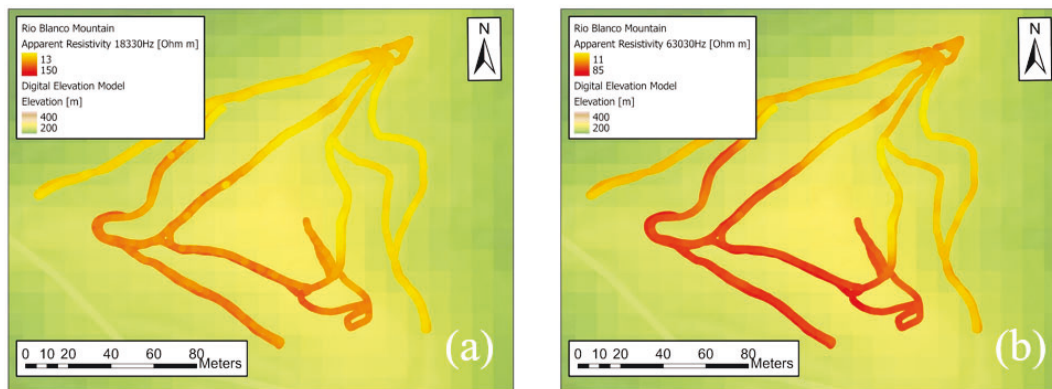 Rio Blanco Mountain
Apparent Resistivity 18330Hz [Ohm m]
13
150
Digital Elevation Model
Elevation [m]
400
200
N
0 10 20 40 60 80
Meters
(a)
Rio Blanco Mountain
Apparent Resistivity 63030Hz [Ohm m]
11
85
Digital Elevation Model
Elevation [m]
400
200
N
0 10 20 40 60 80
Meters
(b)